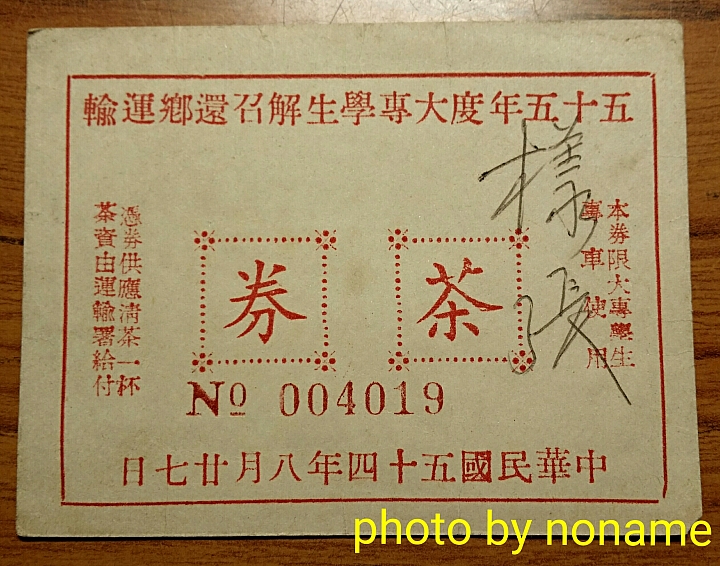 五十五年度大專學生解召還鄉運輸
本券限大專學生
專車使用
樣張
茶券
憑券供應清茶一杯
茶資由運輸署給付
No 004019
中華民國五十四年八月廿七日
photo by noname